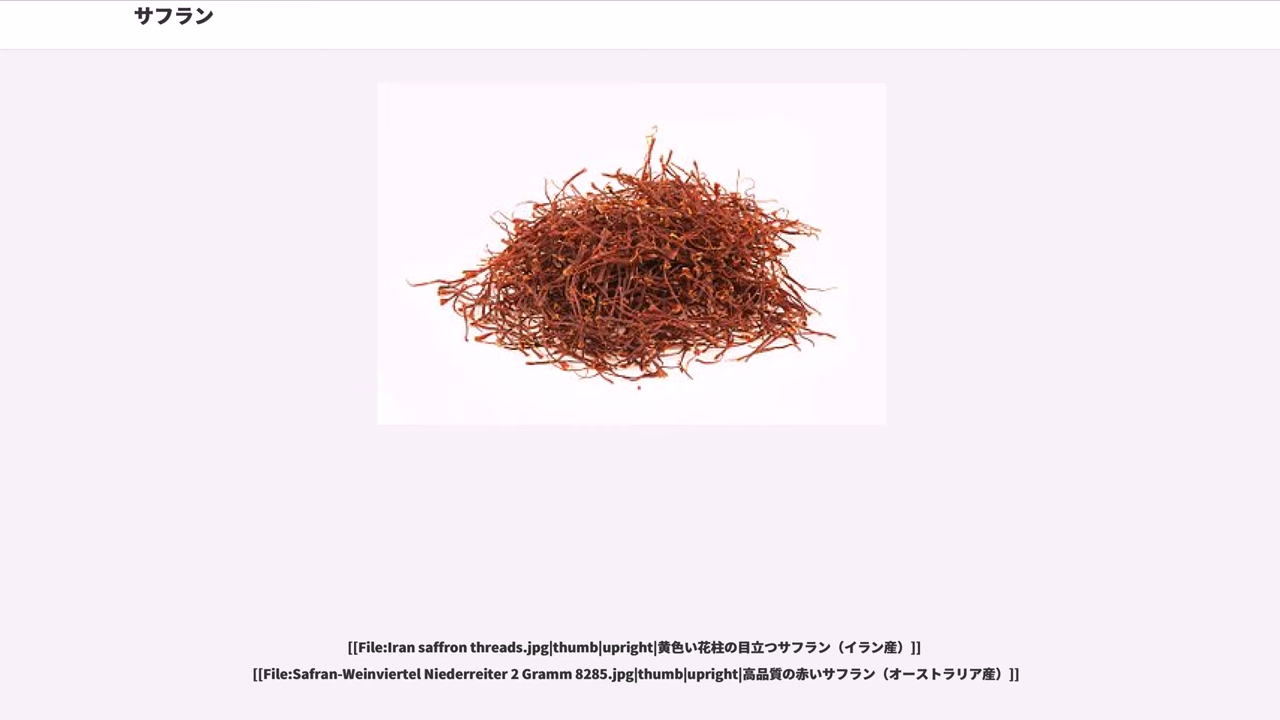 サフラン
[[File:Iran saffron threads.jpg|thumb|upright|黄色い花柱の目立つサフラン（イラン産）]]
[[File:Safran-Weinviertel Niederreiter 2 Gramm 8285.jpg|thumb|upright|高品質の赤いサフラン（オーストラリア産）]]